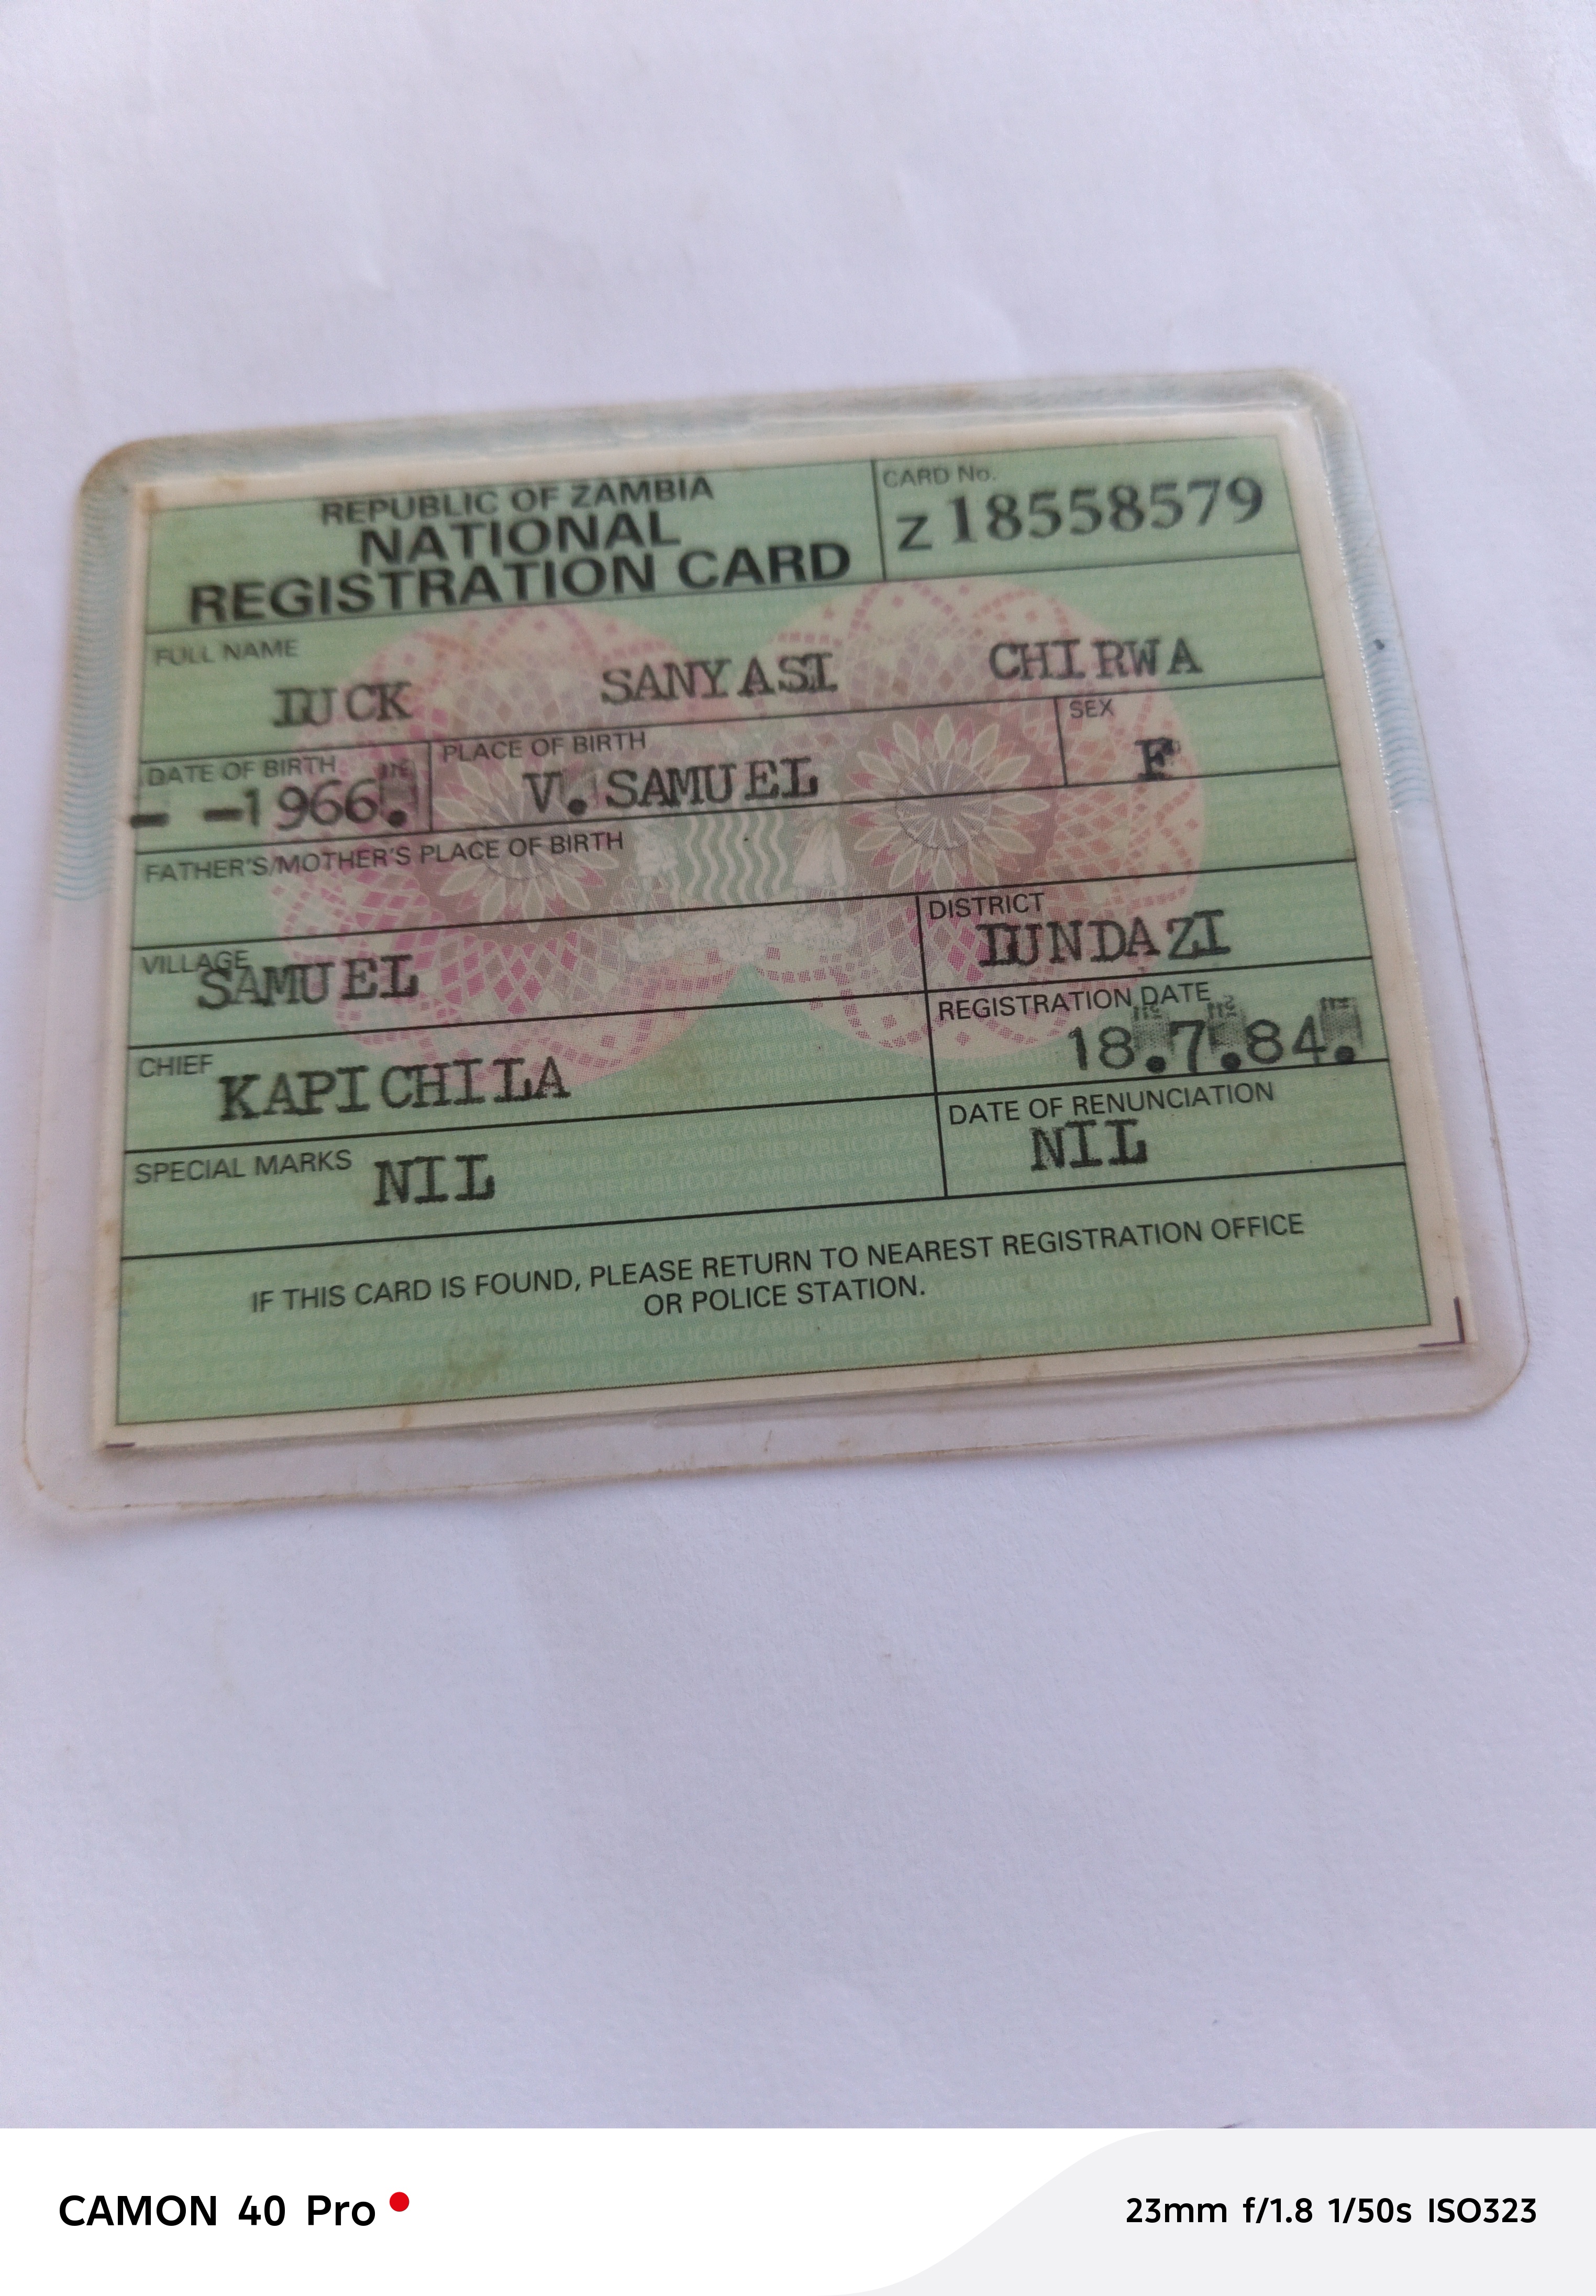 REPUBLIC OF ZAMBIA
NATIONAL
REGISTRATION CARD
CARD No.
Z 18558579
FULL NAME
LUCK SANYASI CHIRWA
DATE OF BIRTH
- -1966.
PLACE OF BIRTH
V. SAMUEL
SEX
F
FATHER'S/MOTHER'S PLACE OF BIRTH
VILLAGE
SAMUEL
DISTRICT
LUNDAZI
CHIEF
KAPICHILA
REGISTRATION DATE
18.7.84.
SPECIAL MARKS
NIL
DATE OF RENUNCIATION
NIL
IF THIS CARD IS FOUND, PLEASE RETURN TO NEAREST REGISTRATION OFFICE
OR POLICE STATION.
CAMON 40 Pro
23mm f/1.8 1/50s ISO323